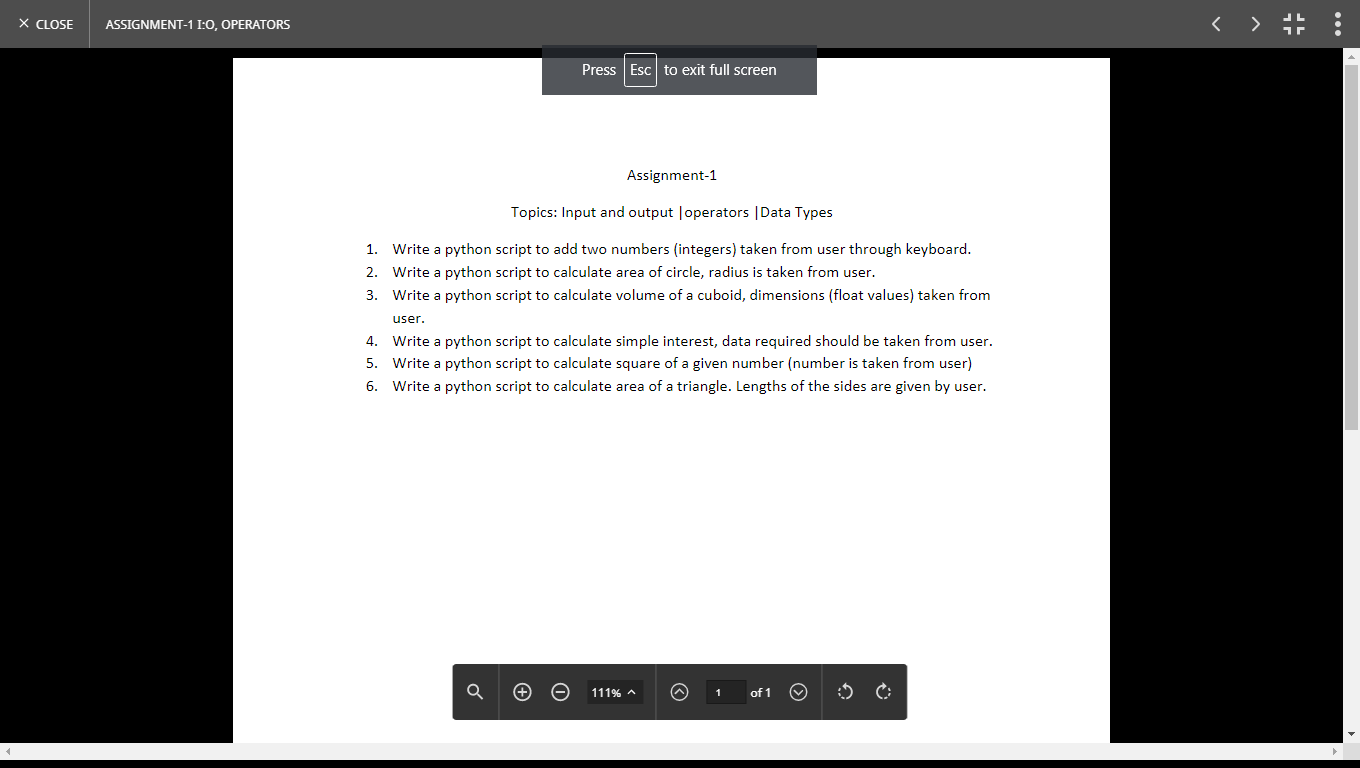 CLOSE
ASSIGNMENT-1 I:O, OPERATORS
Press Esc to exit full screen
Assignment-1
Topics: Input and output |operators |Data Types
1. Write a python script to add two numbers (integers) taken from user through keyboard.
2. Write a python script to calculate area of circle, radius is taken from user.
3. Write a python script to calculate volume of a cuboid, dimensions (float values) taken from
user.
4. Write a python script to calculate simple interest, data required should be taken from user.
5. Write a python script to calculate square of a given number (number is taken from user)
6. Write a python script to calculate area of a triangle. Lengths of the sides are given by user.
111% 1 of 1